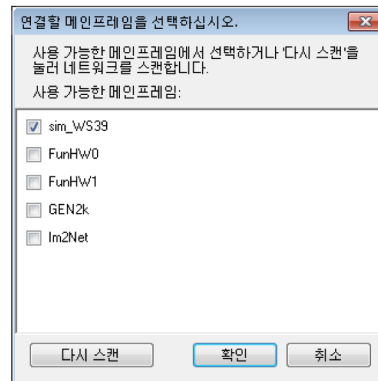 연결할 메인프레임을 선택하십시오.
사용 가능한 메인프레임에서 선택하거나 '다시 스캔'을
눌러 네트워크를 스캔합니다.
사용 가능한 메인프레임:
sim_WS39
FunHW0
FunHW1
GEN2k
Im2Net
다시 스캔
확인
취소